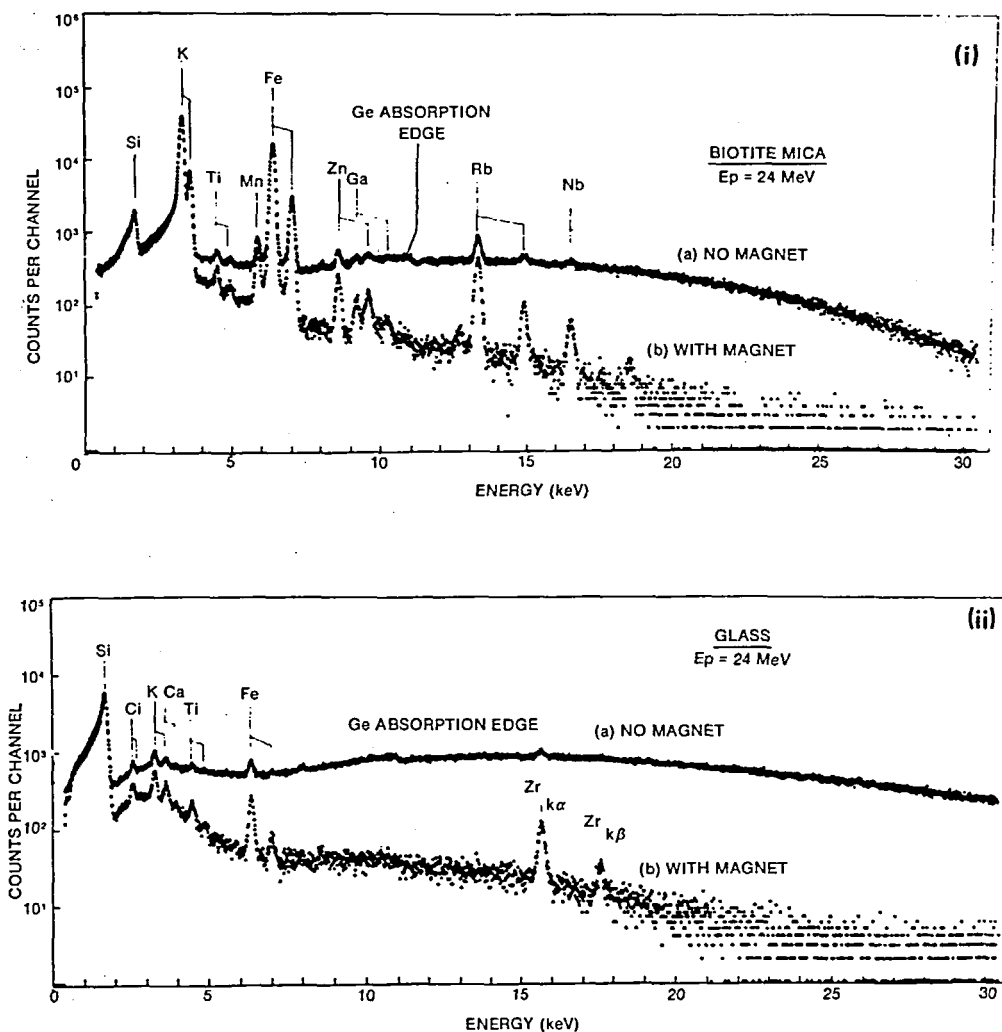 (i)
10⁶
10⁵
10⁴
10³
10²
10¹
COUNTS PER CHANNEL
Si
K
Ti
Mn
Fe
Zn
Ga
Ge ABSORPTION
EDGE
Rb
Nb
BIOTITE MICA
Ep = 24 MeV
(a) NO MAGNET
(b) WITH MAGNET
0 5 10 15 20 25 30
ENERGY (keV)
(ii)
10⁵
10⁴
10³
10²
10¹
COUNTS PER CHANNEL
Si
Ci
K
Ca
Ti
Fe
Ge ABSORPTION EDGE
GLASS
Ep = 24 MeV
(a) NO MAGNET
Zr
kα
Zr
kβ
(b) WITH MAGNET
0 5 10 15 20 25 30
ENERGY (keV)